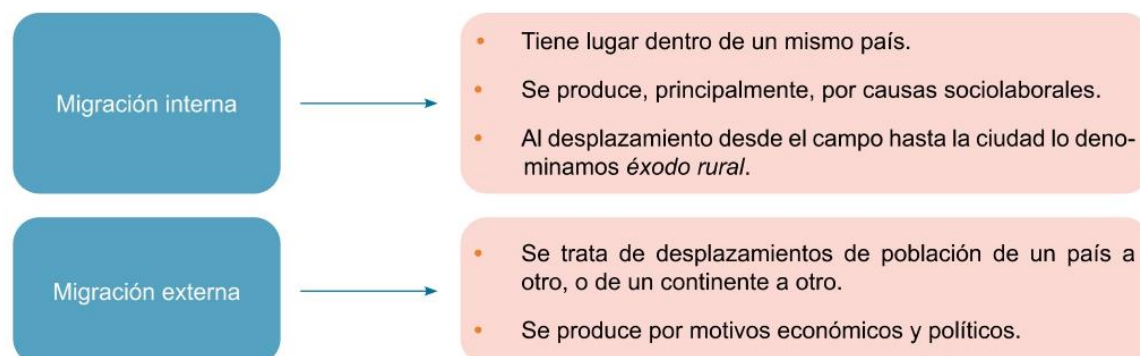 Migración interna
• Tiene lugar dentro de un mismo país.
• Se produce, principalmente, por causas sociolaborales.
• Al desplazamiento desde el campo hasta la ciudad lo deno-
minamos éxodo rural.
Migración externa
• Se trata de desplazamientos de población de un país a
otro, o de un continente a otro.
• Se produce por motivos económicos y políticos.